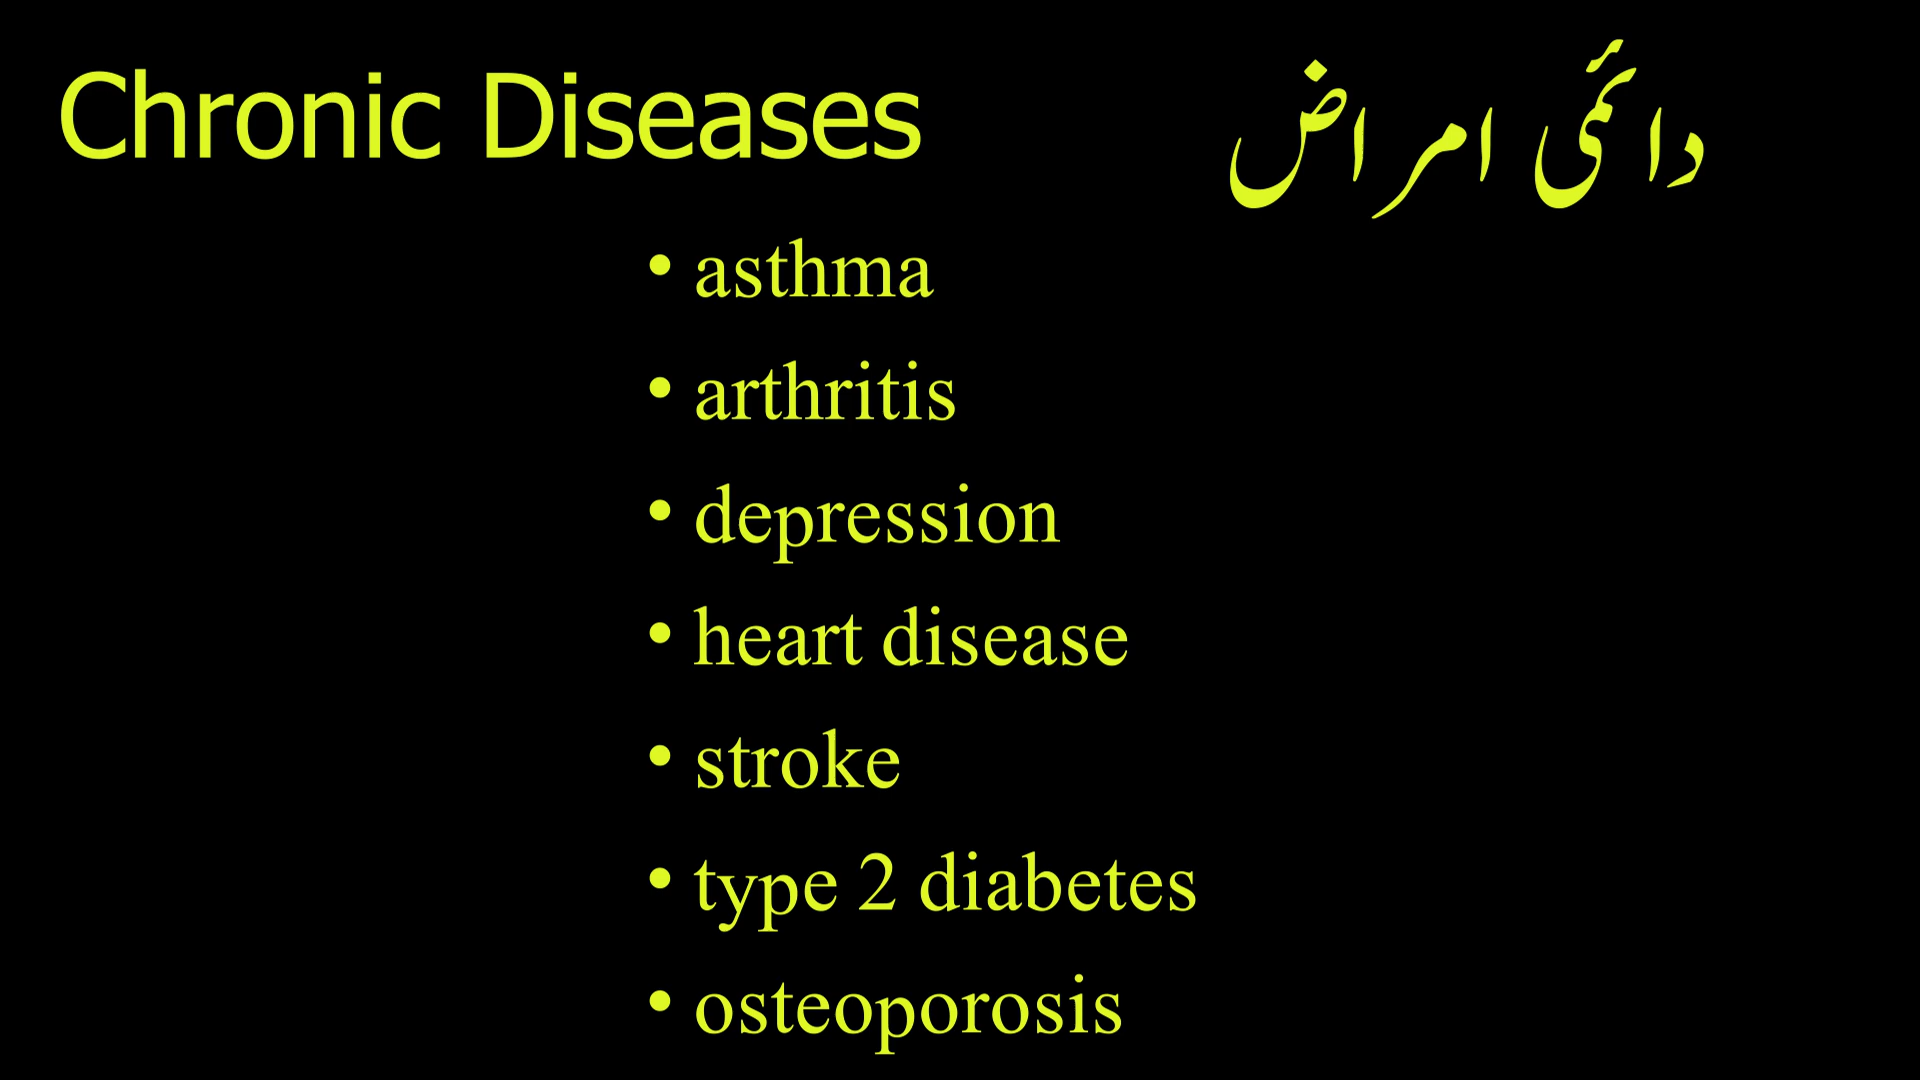 Chronic Diseases
دائمی امراض
• asthma
• arthritis
• depression
• heart disease
• stroke
• type 2 diabetes
• osteoporosis